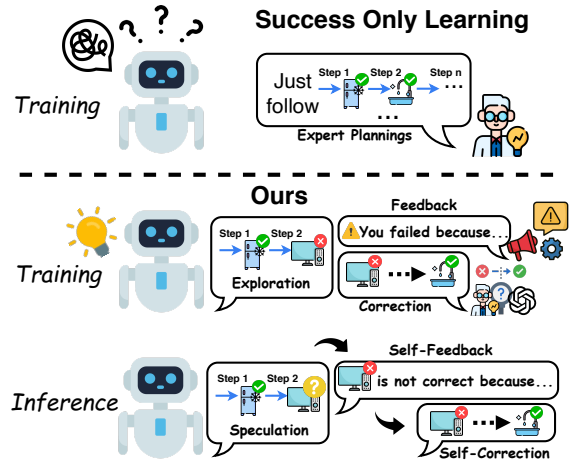 Success Only Learning
? ? ?
Training
Just
follow
Step 1
Step 2
Step n
...
...
Expert Plannings
Ours
Training
Step 1
Step 2
Exploration
Feedback
You failed because...
Correction
?
Inference
Step 1
Step 2
?
Speculation
Self-Feedback
is not correct because...
Self-Correction